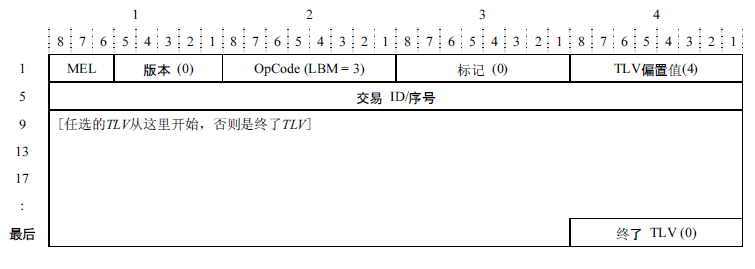 1 2 3 4
8 7 6 5 4 3 2 1 8 7 6 5 4 3 2 1 8 7 6 5 4 3 2 1 8 7 6 5 4 3 2 1
1 MEL 版本 (0) OpCode (LBM = 3) 标记 (0) TLV偏置值(4)
5 交易 ID/序号
9 [任选的TLV从这里开始，否则是终了TLV]
13
17
:
最后 终了 TLV (0)